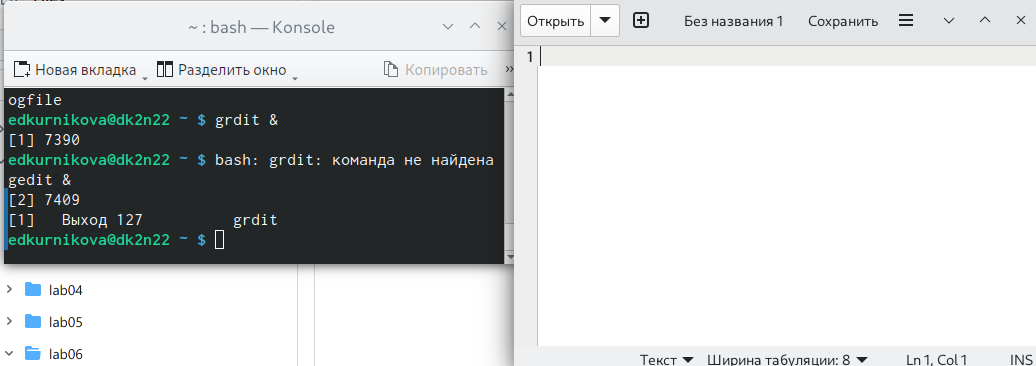 ~ : bash — Konsole
Новая вкладка
Разделить окно
Копировать
»
ogfile
edkurnikova@dk2n22 ~ $ grdit &
[1] 7390
edkurnikova@dk2n22 ~ $ bash: grdit: команда не найдена
gedit &
[2] 7409
[1]   Выход 127          grdit
edkurnikova@dk2n22 ~ $
lab04
lab05
lab06
Открыть
Без названия 1
Сохранить
1
Текст
Ширина табуляции: 8
Ln 1, Col 1
INS